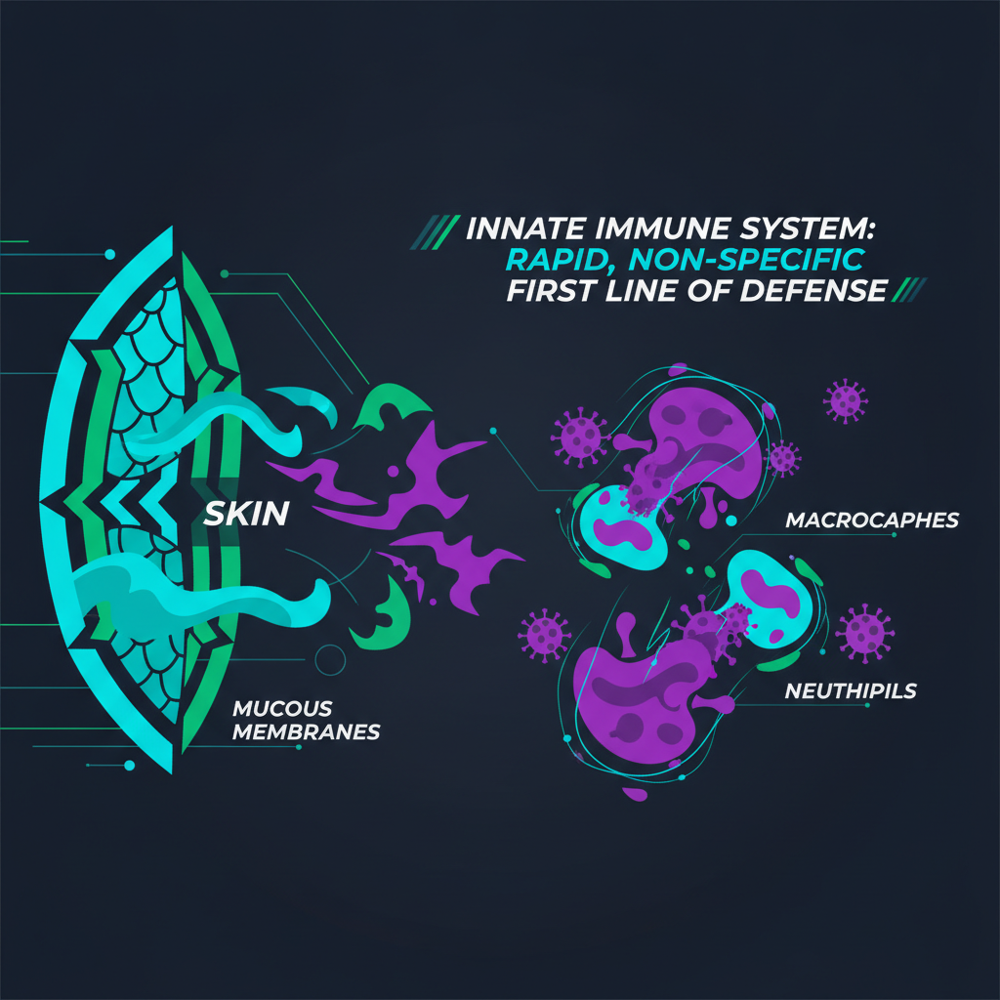 INNATE IMMUNE SYSTEM:
RAPID, NON-SPECIFIC
FIRST LINE OF DEFENSE
SKIN
MUCOUS
MEMBRANES
MACROCAPHES
NEUTHIPILS